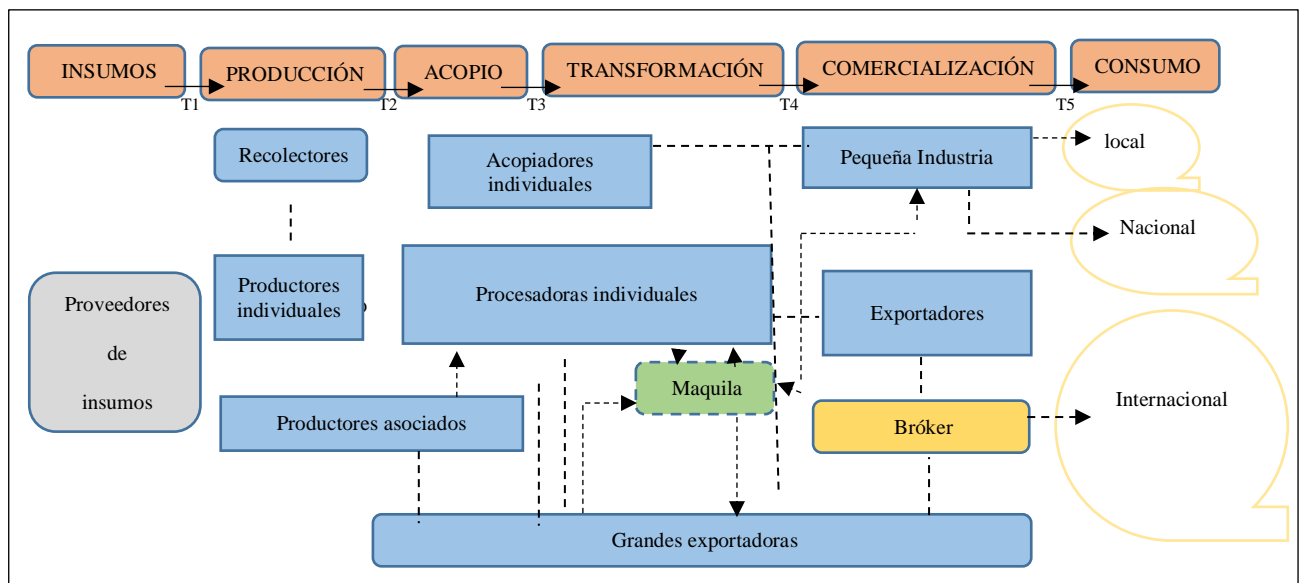 INSUMOS
PRODUCCIÓN
ACOPIO
TRANSFORMACIÓN
COMERCIALIZACIÓN
CONSUMO
T1
T2
T3
T4
T5
Recolectores
Acopiadores
individuales
Pequeña Industria
local
Nacional
Proveedores
de
insumos
Productores
individuales
Procesadoras individuales
Exportadores
Maquila
Internacional
Productores asociados
Bróker
Grandes exportadoras